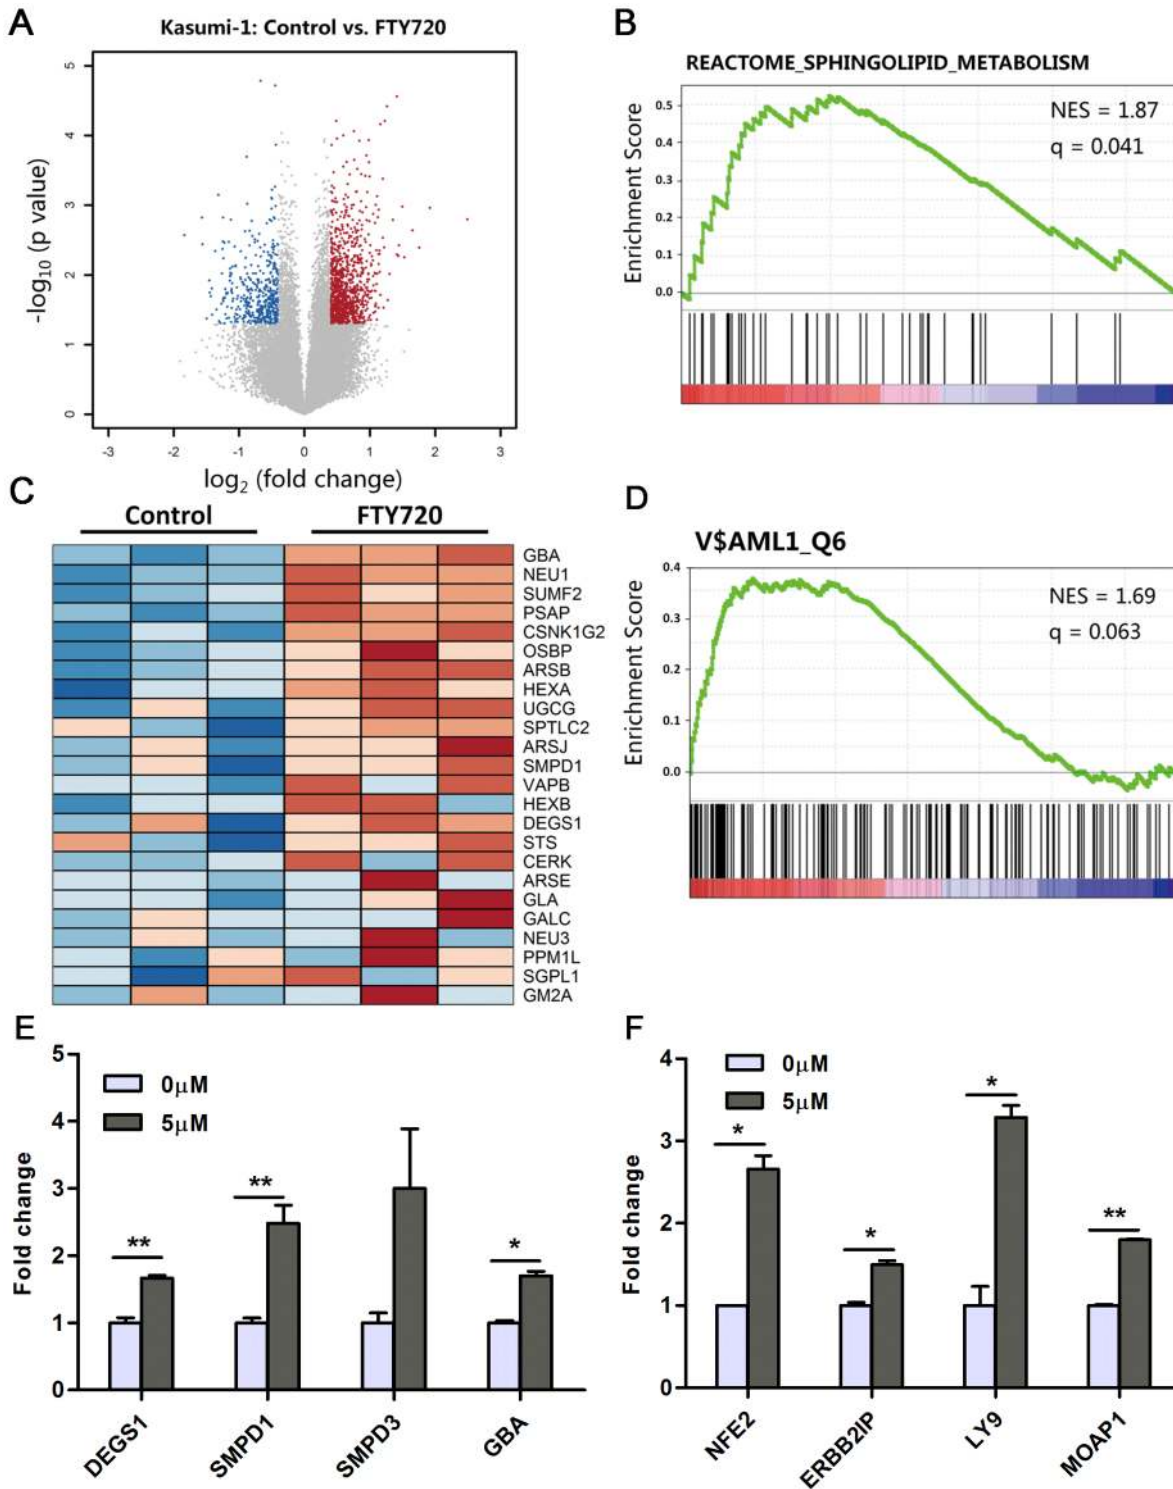 A
Kasumi-1: Control vs. FTY720
-log10 (p value)
5
4
3
2
1
0
-3 -2 -1 0 1 2 3
log2 (fold change)
B
REACTOME_SPHINGOLIPID_METABOLISM
Enrichment Score
0.5
0.4
0.3
0.2
0.1
0.0
NES = 1.87
q = 0.041
C
Control FTY720
GBA
NEU1
SUMF2
PSAP
CSNK1G2
OSBP
ARSB
HEXA
UGCG
SPTLC2
ARSJ
SMPD1
VAPB
HEXB
DEGS1
STS
CERK
ARSE
GLA
GALC
NEU3
PPM1L
SGPL1
GM2A
D
V$AML1_Q6
Enrichment Score
0.4
0.3
0.2
0.1
0.0
NES = 1.69
q = 0.063
E
Fold change
5
4
3
2
1
0
0μM
5μM
**
**
*
DEGS1
SMPD1
SMPD3
GBA
F
Fold change
4
3
2
1
0
0μM
5μM
*
*
*
**
NFE2
ERBB2IP
LY9
MOAP1